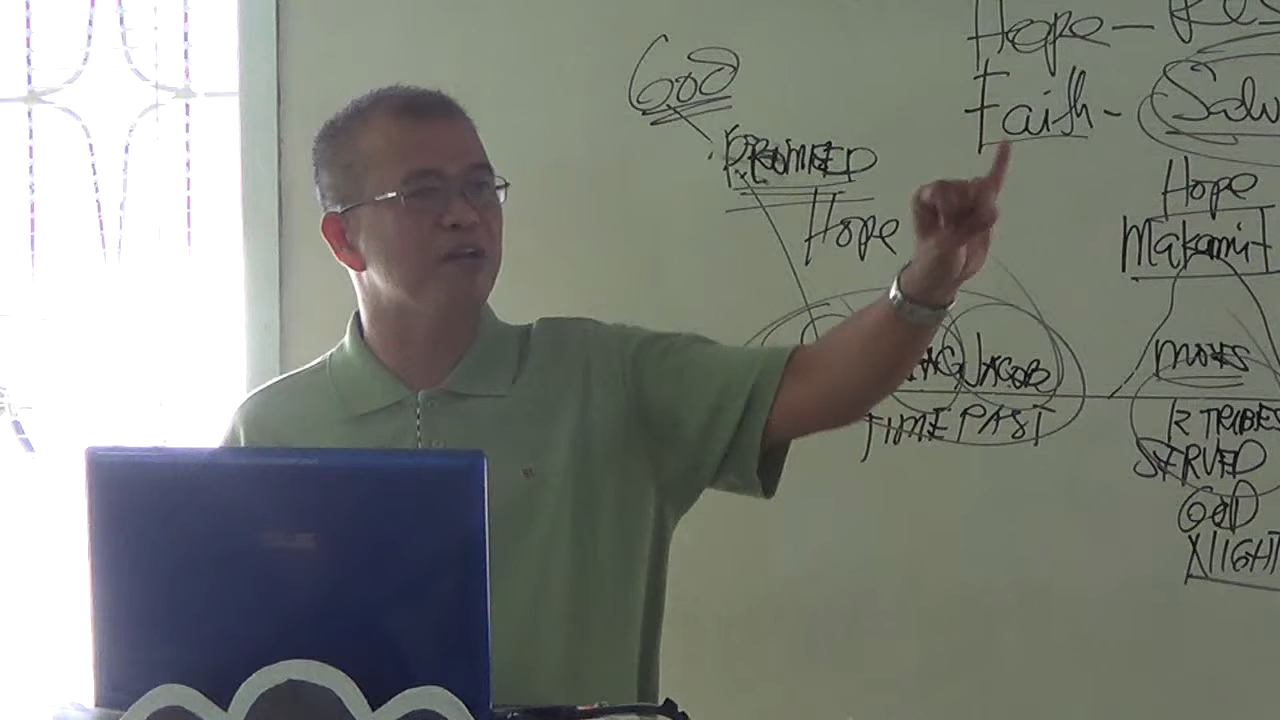 Hope -
Faith -
God
PROMISED
Hope
Hope
Makamit
JACOB
TIME PAST
MOSES
12 TRIBES
SERVED
GOD
NIGHT